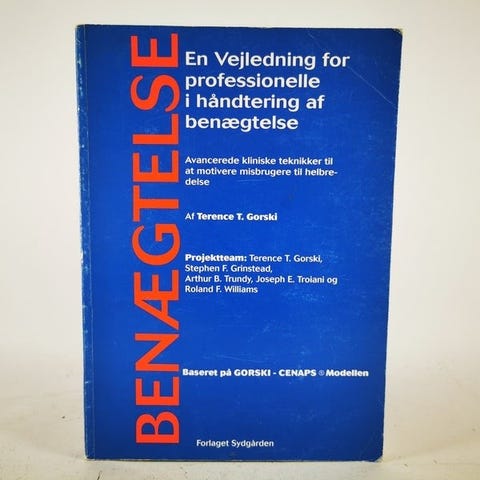 BENÆGTELSE
En Vejledning for
professionelle
i håndtering af
benægtelse
Avancerede kliniske teknikker til
at motivere misbrugere til helbre-
delse
Af Terence T. Gorski
Projektteam: Terence T. Gorski,
Stephen F. Grinstead,
Arthur B. Trundy, Joseph E. Troiani og
Roland F. Williams
Baseret på GORSKI - CENAPS ® Modellen
Forlaget Sydgården